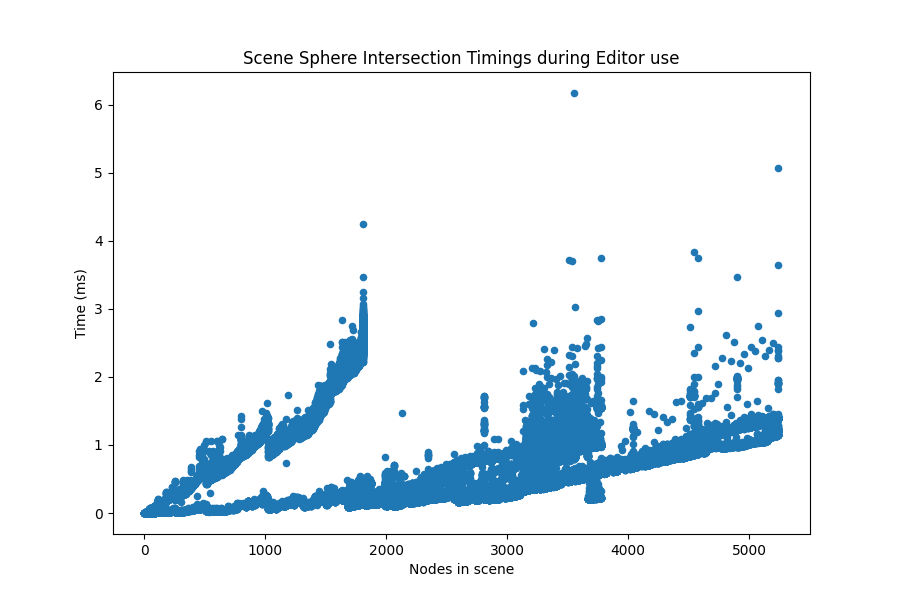 Scene Sphere Intersection Timings during Editor use
6
5
4
3
2
1
0
Time (ms)
0 1000 2000 3000 4000 5000
Nodes in scene